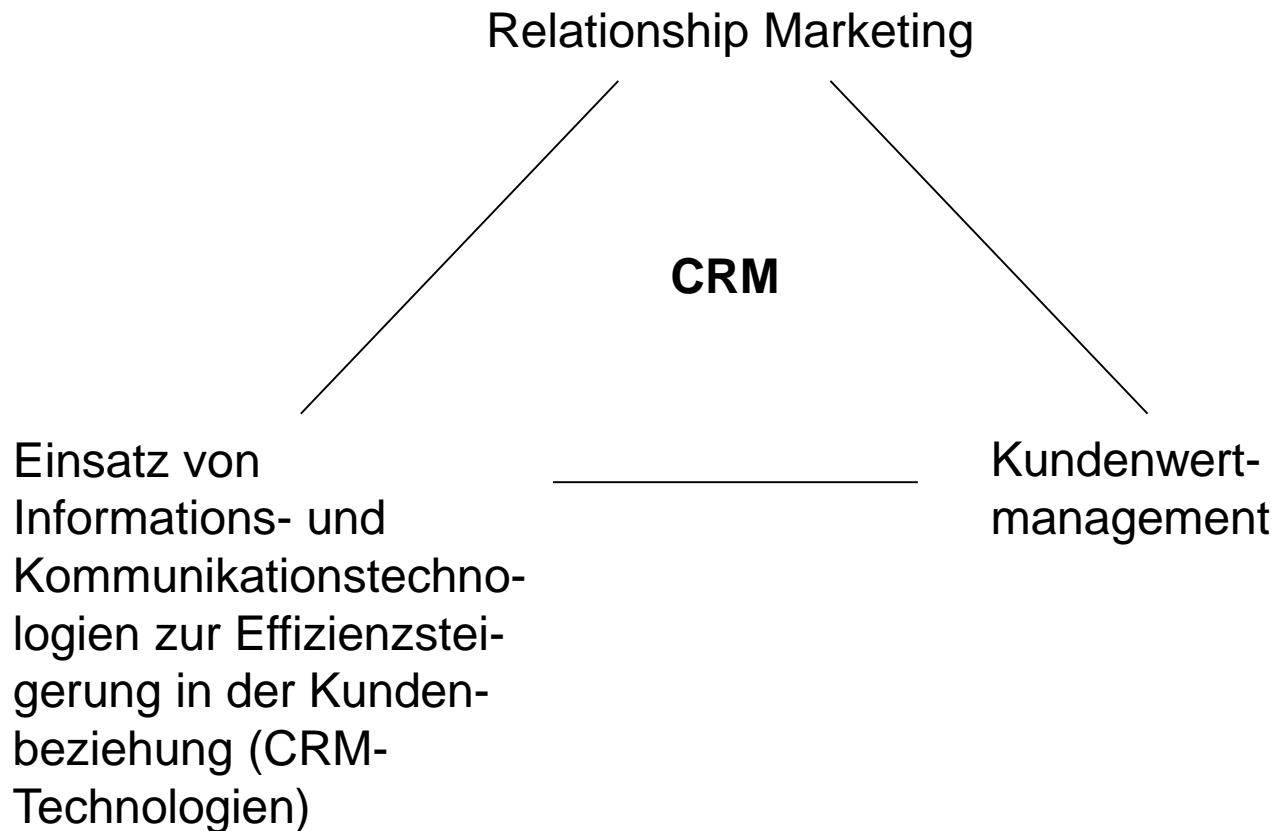 Relationship Marketing
CRM
Einsatz von
Informations- und
Kommunikationstechno-
logien zur Effizienzstei-
gerung in der Kunden-
beziehung (CRM-
Technologien)
Kundenwert-
management